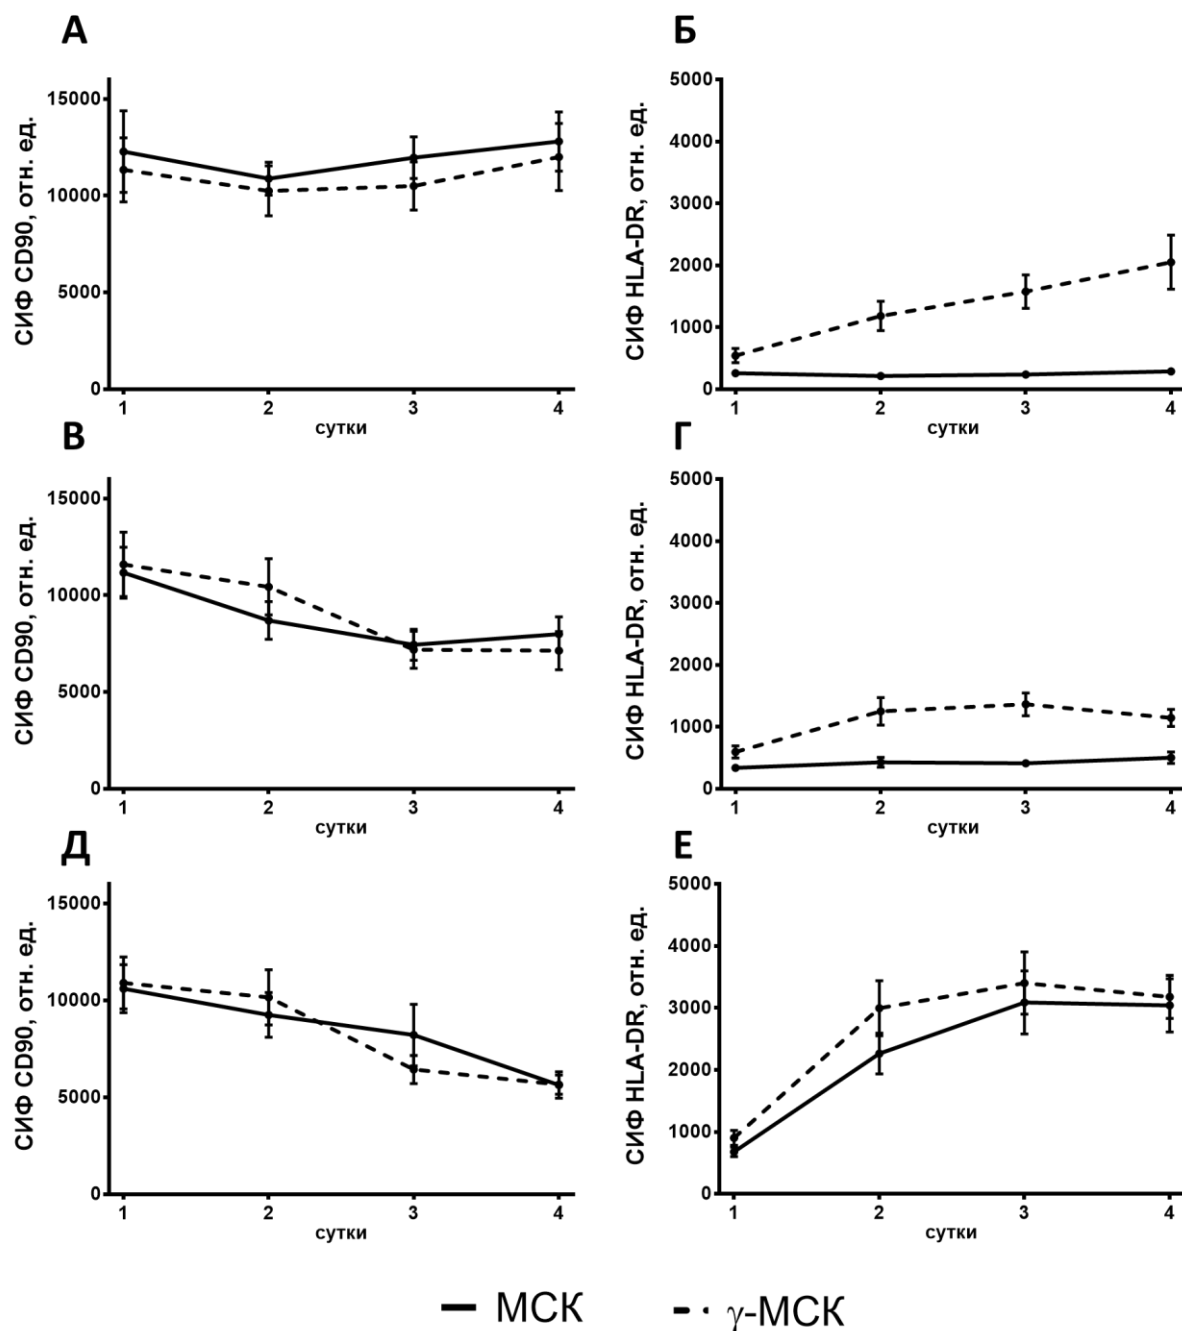 А
СИФ CD90, отн. ед.
15000
10000
5000
0
1 2 3 4
сутки
Б
СИФ HLA-DR, отн. ед.
5000
4000
3000
2000
1000
0
1 2 3 4
сутки
В
СИФ CD90, отн. ед.
15000
10000
5000
0
1 2 3 4
сутки
Г
СИФ HLA-DR, отн. ед.
5000
4000
3000
2000
1000
0
1 2 3 4
сутки
Д
СИФ CD90, отн. ед.
15000
10000
5000
0
1 2 3 4
сутки
Е
СИФ HLA-DR, отн. ед.
5000
4000
3000
2000
1000
0
1 2 3 4
сутки
МСК
γ-МСК